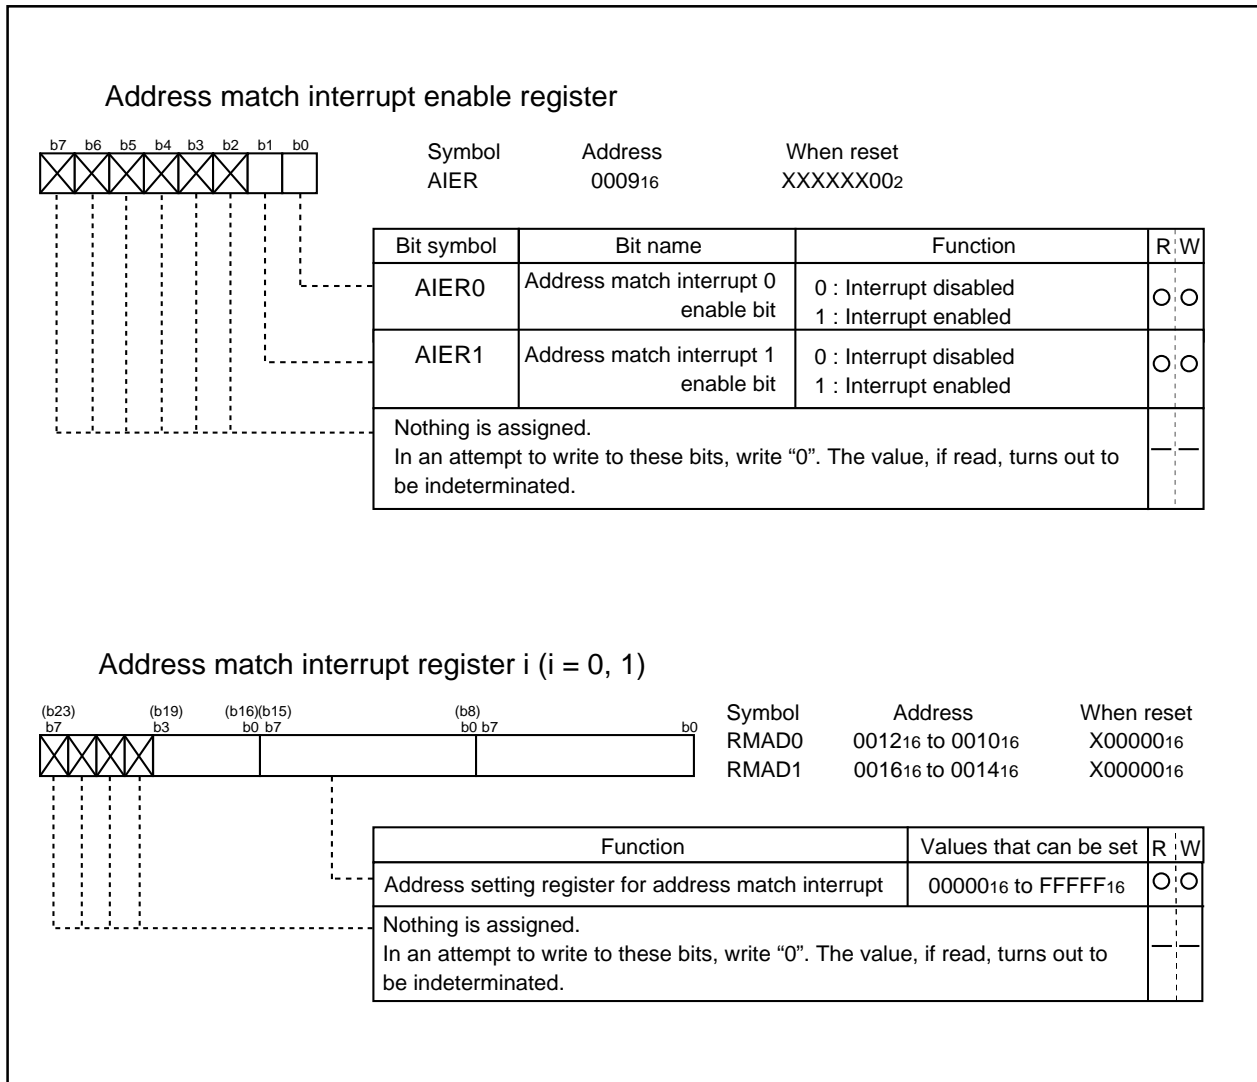 Address match interrupt enable register
b7 b6 b5 b4 b3 b2 b1 b0
Symbol Address When reset
AIER 000916 XXXXXX002
Bit symbol Bit name Function R W
AIER0 Address match interrupt 0 enable bit 0 : Interrupt disabled
1 : Interrupt enabled
AIER1 Address match interrupt 1 enable bit 0 : Interrupt disabled
1 : Interrupt enabled
Nothing is assigned.
In an attempt to write to these bits, write “0”. The value, if read, turns out to
be indeterminated.
Address match interrupt register i (i = 0, 1)
(b23) (b19) (b16)(b15) (b8)
b7 b3 b0 b7 b0 b7 b0
Symbol Address When reset
RMAD0 001216 to 001016 X0000016
RMAD1 001616 to 001416 X0000016
Function Values that can be set R W
Address setting register for address match interrupt 0000016 to FFFFF16
Nothing is assigned.
In an attempt to write to these bits, write “0”. The value, if read, turns out to
be indeterminated.